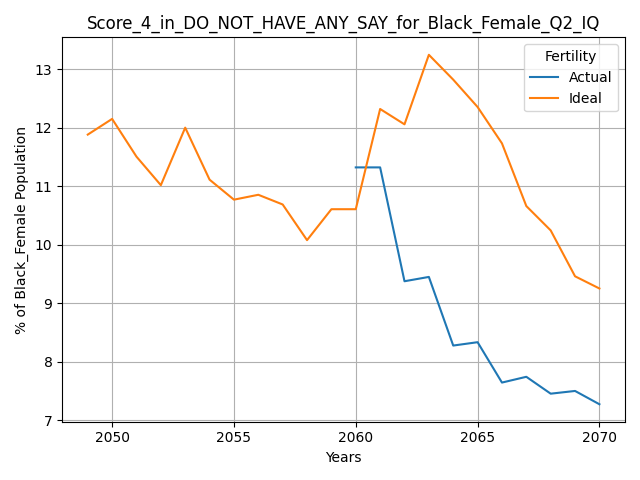 Score_4_in_DO_NOT_HAVE_ANY_SAY_for_Black_Female_Q2_IQ
Fertility
Actual
Ideal
% of Black_Female Population
13
12
11
10
9
8
7
2050
2055
2060
2065
2070
Years